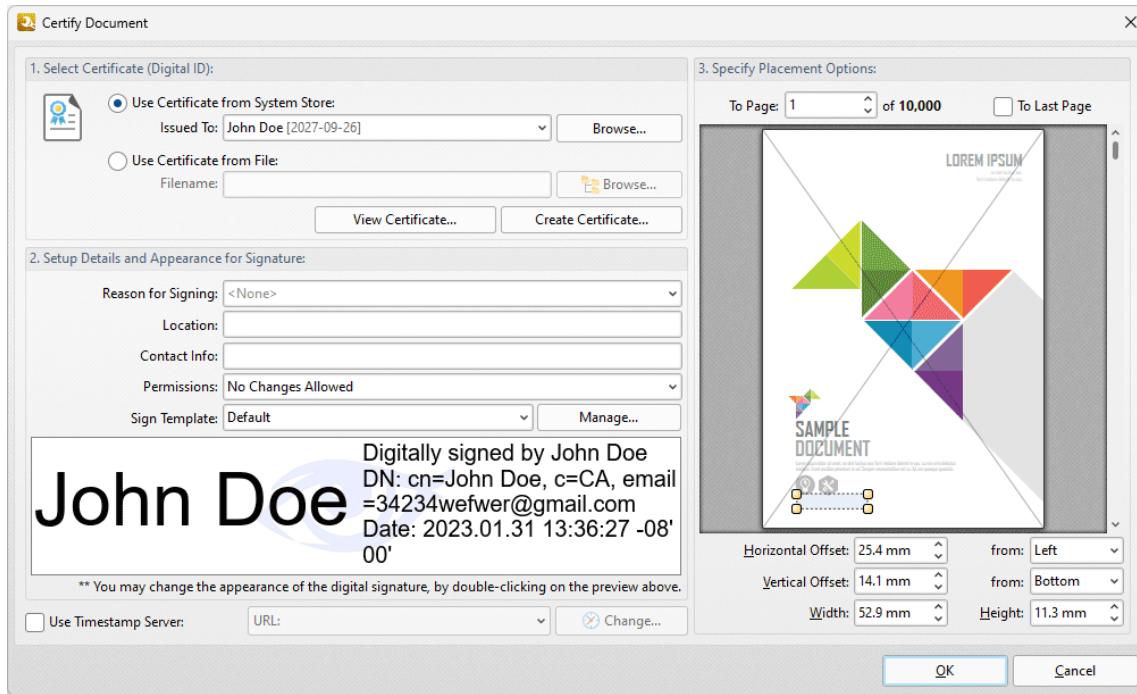 Certify Document
1. Select Certificate (Digital ID):
Use Certificate from System Store:
Issued To: John Doe [2027-09-26] Browse...
Use Certificate from File:
Filename: Browse...
View Certificate... Create Certificate...
2. Setup Details and Appearance for Signature:
Reason for Signing: <None>
Location:
Contact Info:
Permissions: No Changes Allowed
Sign Template: Default Manage...
John Doe
Digitally signed by John Doe
DN: cn=John Doe, c=CA, email
=34234wefwer@gmail.com
Date: 2023.01.31 13:36:27 -08'
00'
** You may change the appearance of the digital signature, by double-clicking on the preview above.
Use Timestamp Server: URL: Change...
3. Specify Placement Options:
To Page: 1 of 10,000 To Last Page
LOREM IPSUM
SAMPLE
DOCUMENT
Horizontal Offset: 25.4 mm from: Left
Vertical Offset: 14.1 mm from: Bottom
Width: 52.9 mm Height: 11.3 mm
OK Cancel